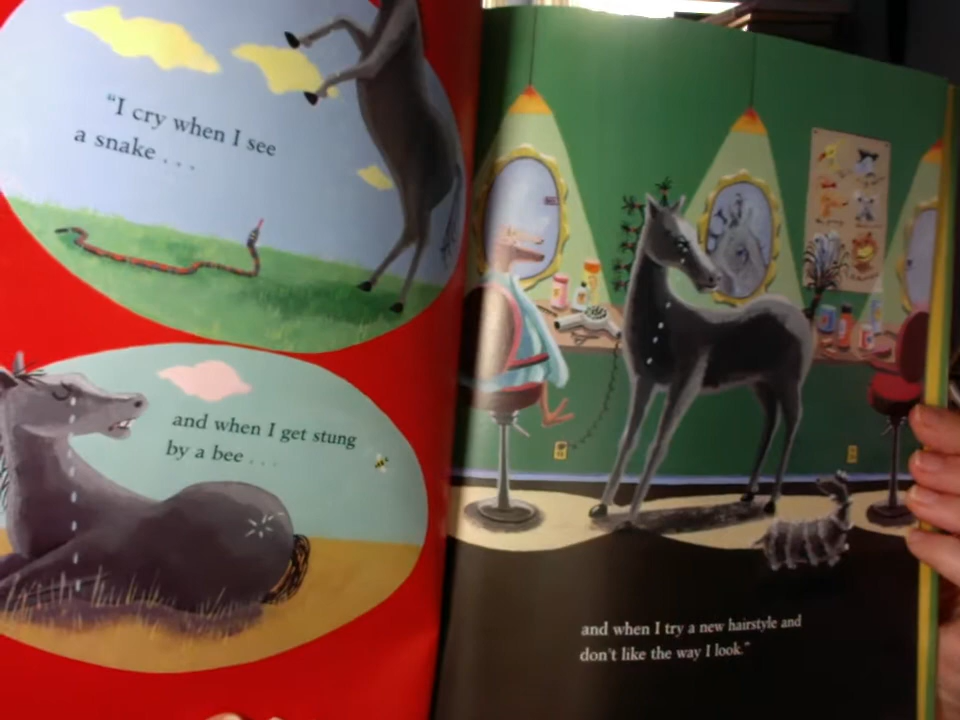 "I cry when I see
a snake . . .
and when I get stung
by a bee . . .
and when I try a new hairstyle and
don't like the way I look."